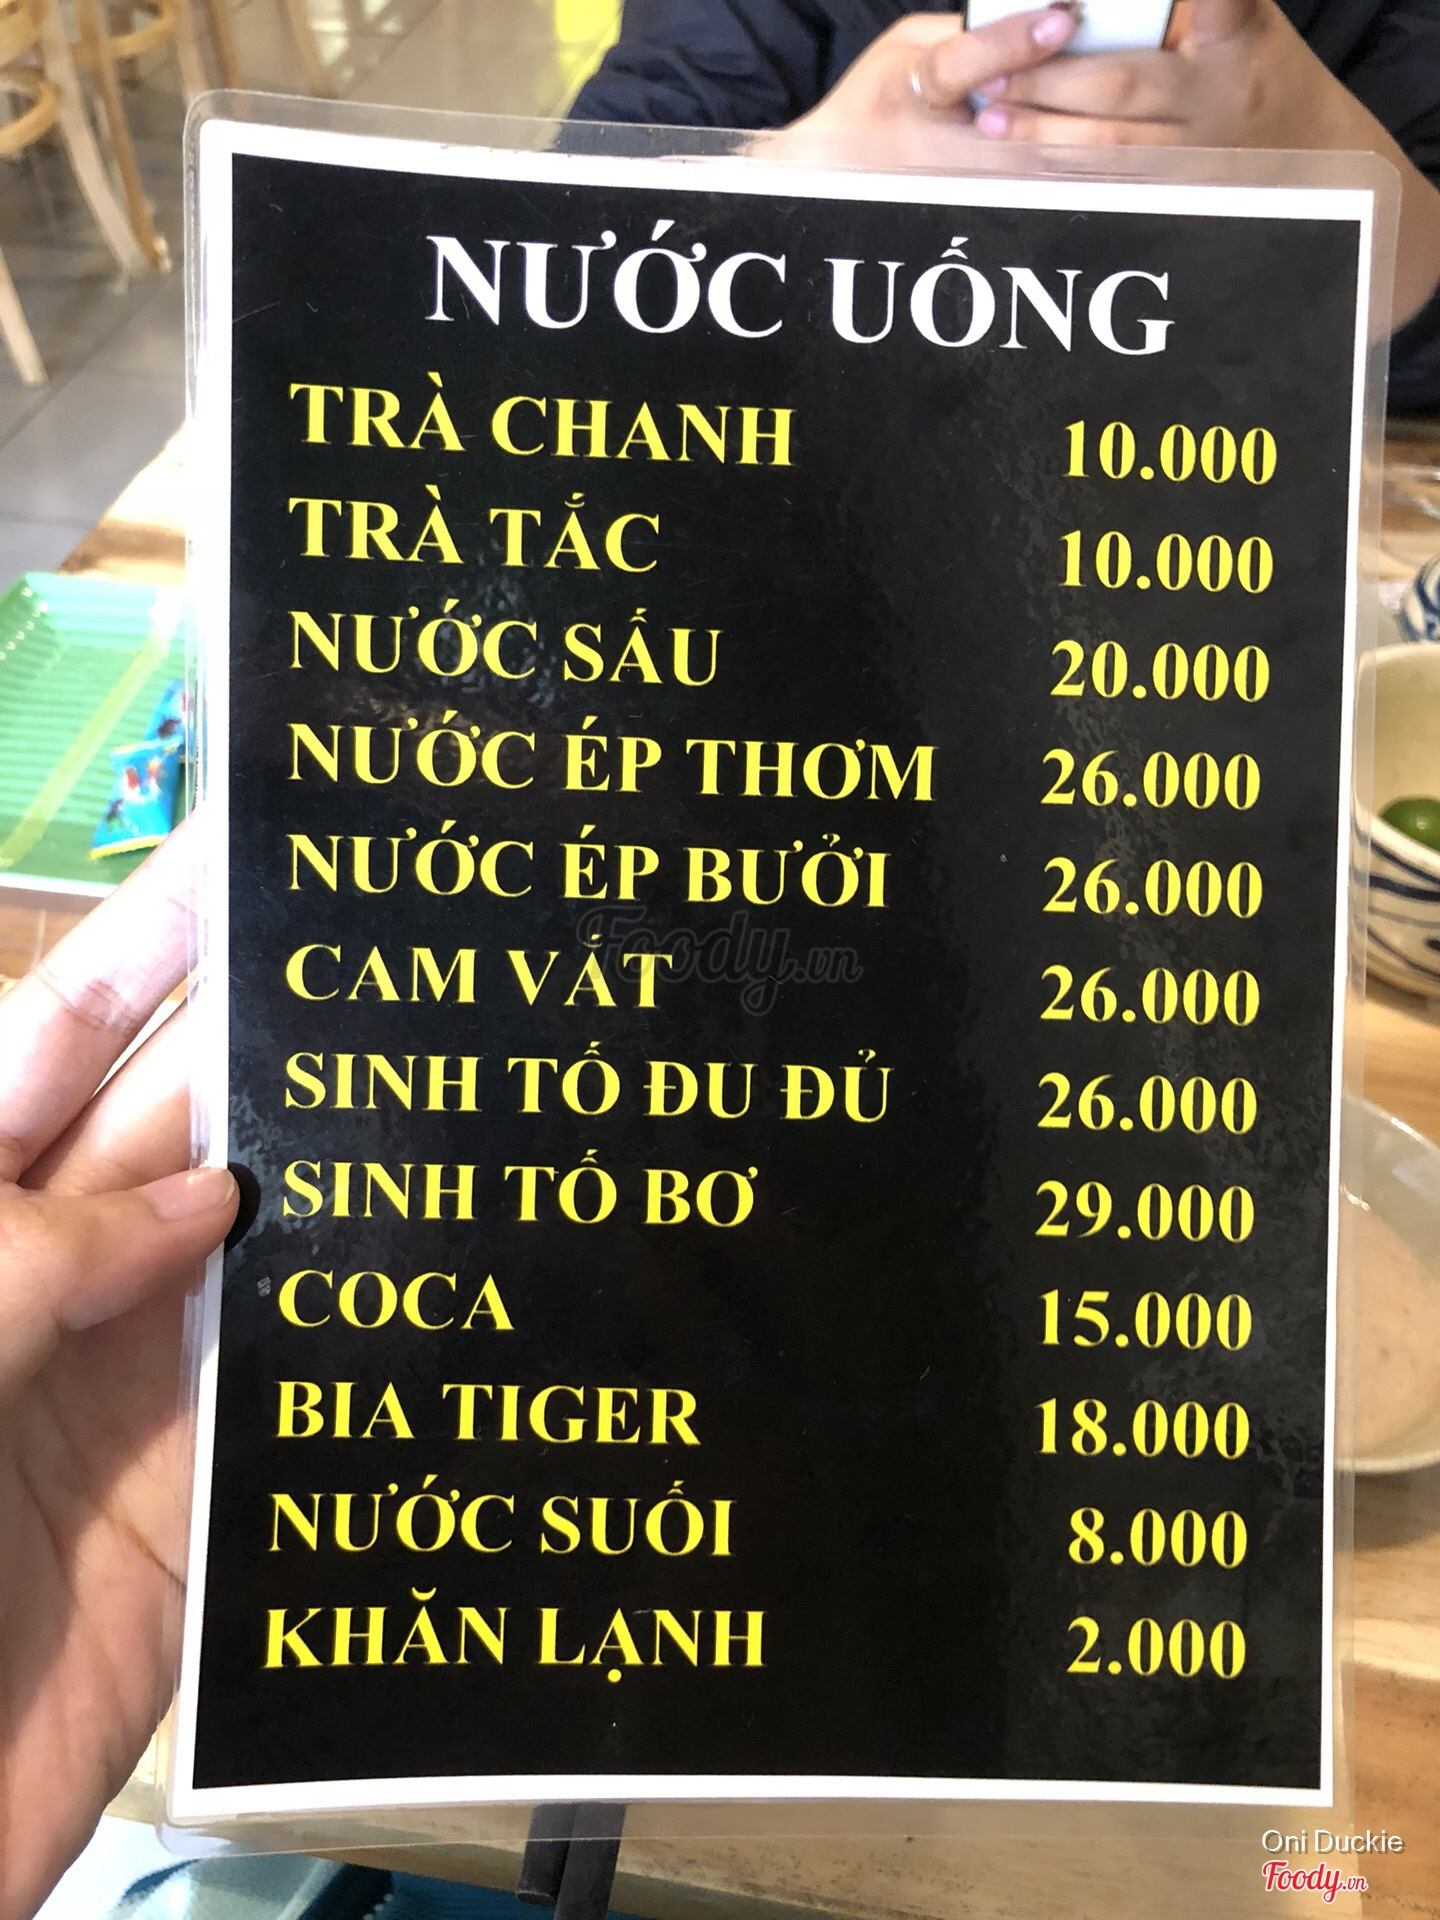 NƯỚC UỐNG
TRÀ CHANH 10.000
TRÀ TẮC 10.000
NƯỚC SẤU 20.000
NƯỚC ÉP THƠM 26.000
NƯỚC ÉP BƯỞI 26.000
CAM VẮT 26.000
SINH TỐ ĐU ĐỦ 26.000
SINH TỐ BƠ 29.000
COCA 15.000
BIA TIGER 18.000
NƯỚC SUỐI 8.000
KHĂN LẠNH 2.000
Foody.vn
Oni Duckie
Foody.vn